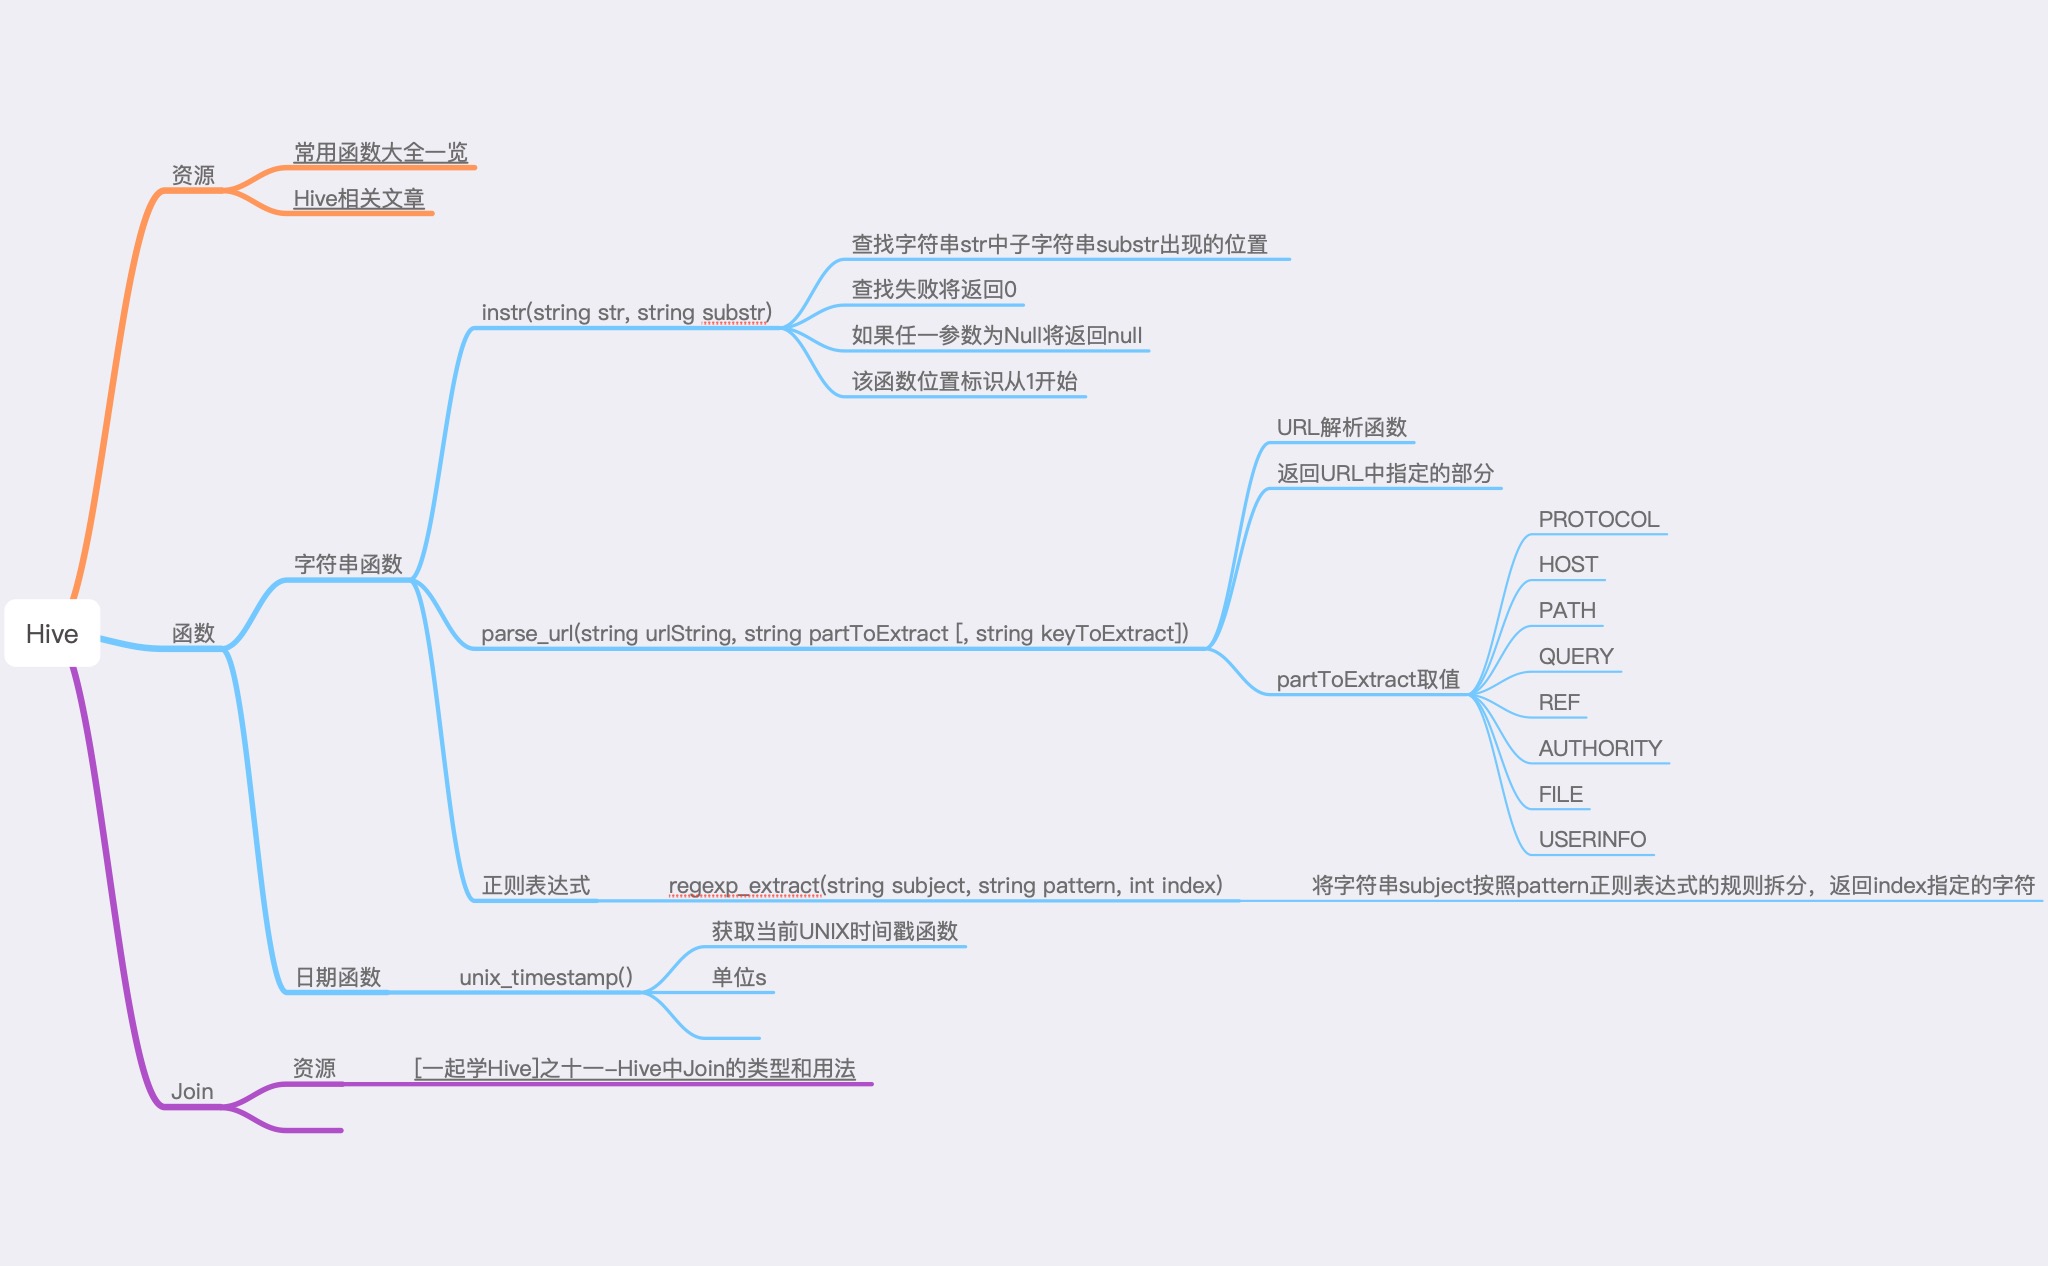 Hive
资源
常用函数大全一览
Hive相关文章
函数
字符串函数
instr(string str, string substr)
查找字符串str中子字符串substr出现的位置
查找失败将返回0
如果任一参数为Null将返回null
该函数位置标识从1开始
parse_url(string urlString, string partToExtract [, string keyToExtract])
URL解析函数
返回URL中指定的部分
partToExtract取值
PROTOCOL
HOST
PATH
QUERY
REF
AUTHORITY
FILE
USERINFO
正则表达式
regexp_extract(string subject, string pattern, int index)
将字符串subject按照pattern正则表达式的规则拆分，返回index指定的字符
日期函数
unix_timestamp()
获取当前UNIX时间戳函数
单位s
Join
资源
[一起学Hive]之十一-Hive中Join的类型和用法